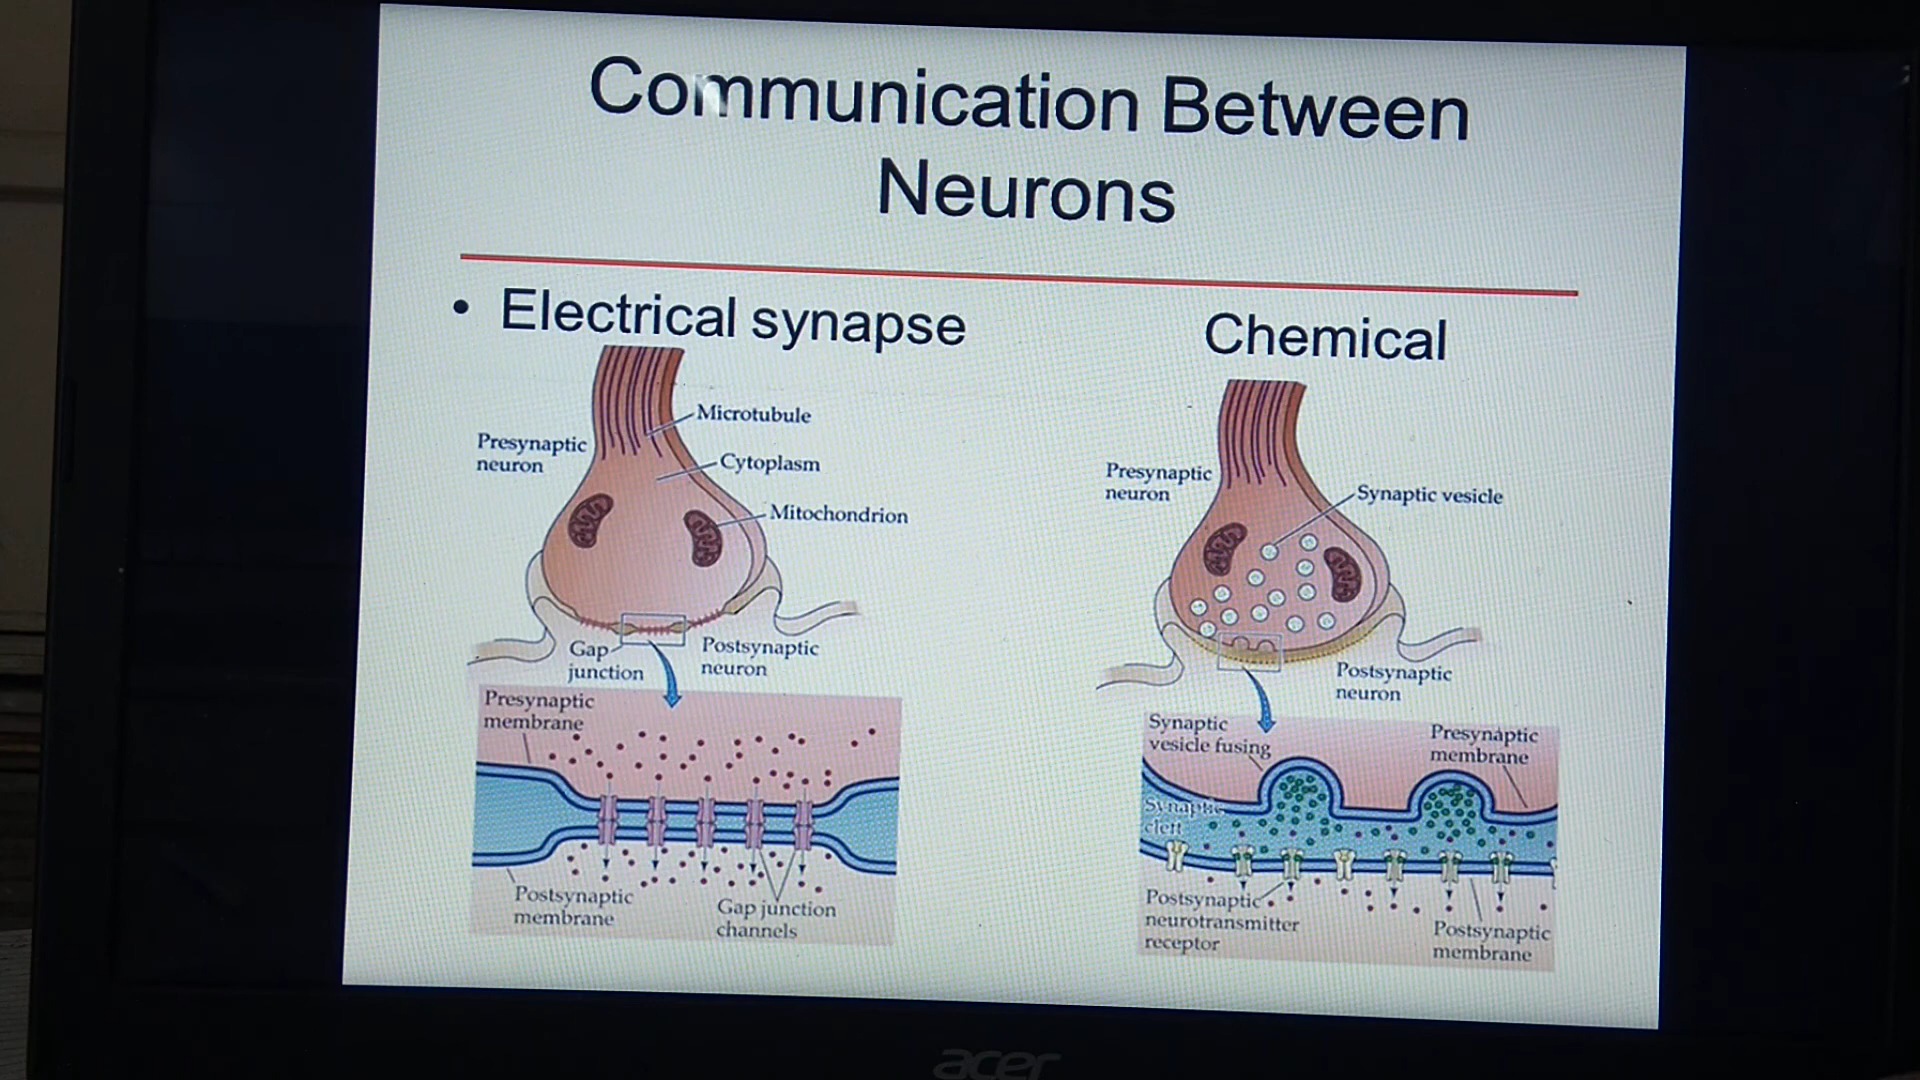 Communication Between
Neurons
• Electrical synapse
Chemical
Microtubule
Presynaptic
neuron
Cytoplasm
Mitochondrion
Gap
junction
Postsynaptic
neuron
Presynaptic
membrane
Postsynaptic
membrane
Gap junction
channels
Presynaptic
neuron
Synaptic vesicle
Postsynaptic
neuron
Synaptic
vesicle fusing
Presynaptic
membrane
Synaptic
cleft
Postsynaptic
neurotransmitter
receptor
Postsynaptic
membrane
acer